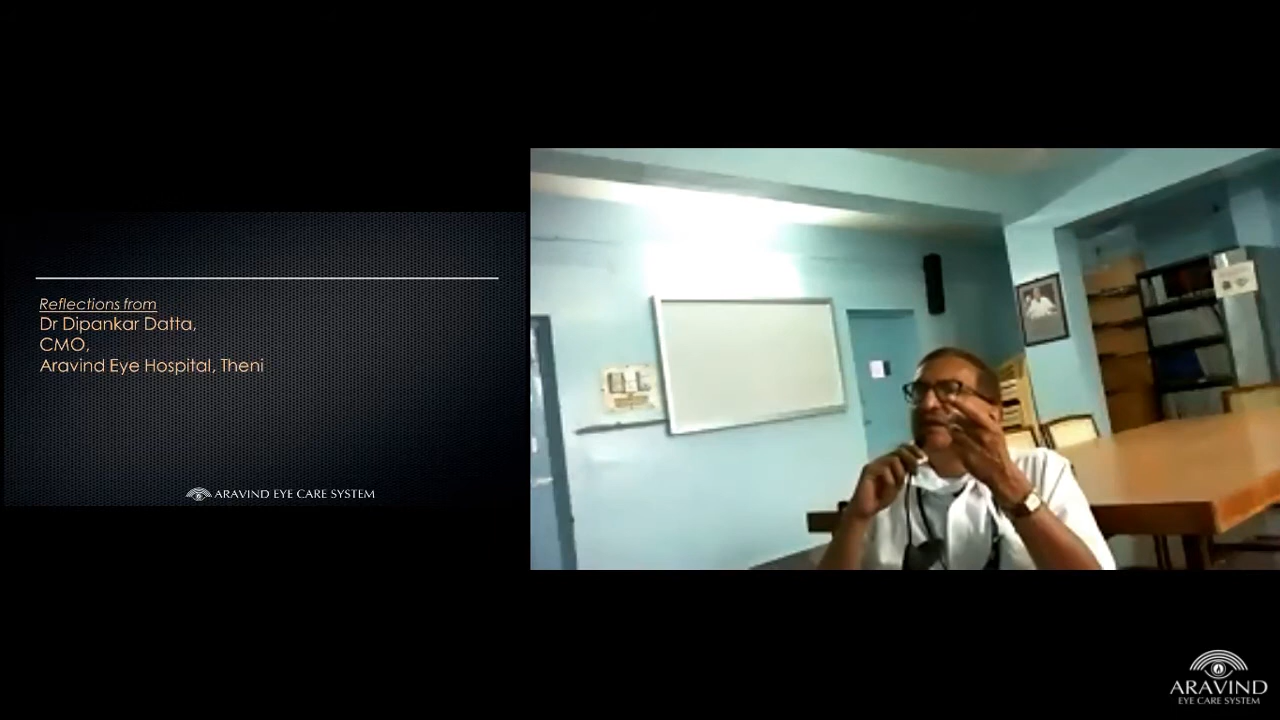 Reflections from
Dr Dipankar Datta,
CMO,
Aravind Eye Hospital, Theni
ARAVIND EYE CARE SYSTEM
ARAVIND
EYE CARE SYSTEM